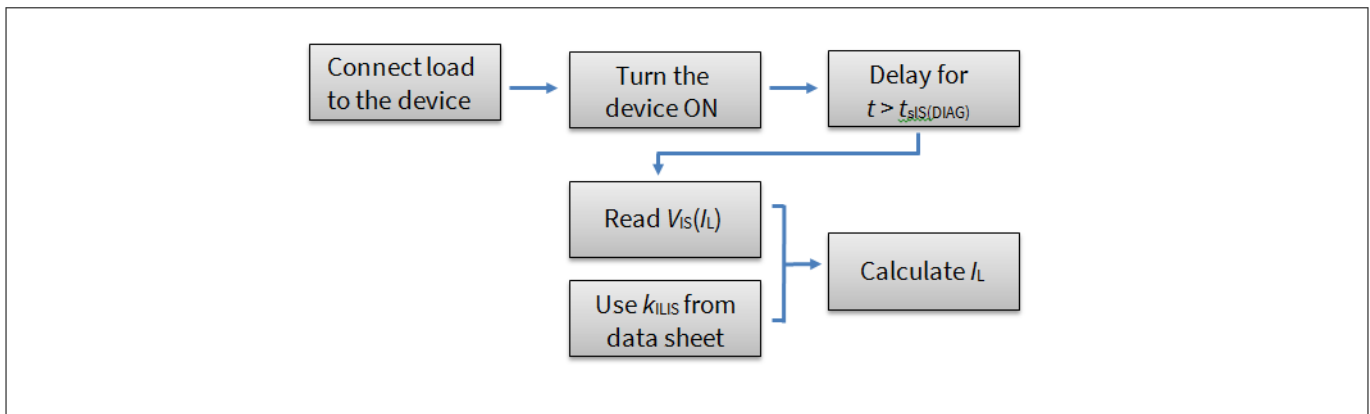 Connect load
to the device
Turn the
device ON
Delay for
t > tsIS(DIAG)
Read VIS(IL)
Use kILIS from
data sheet
Calculate IL